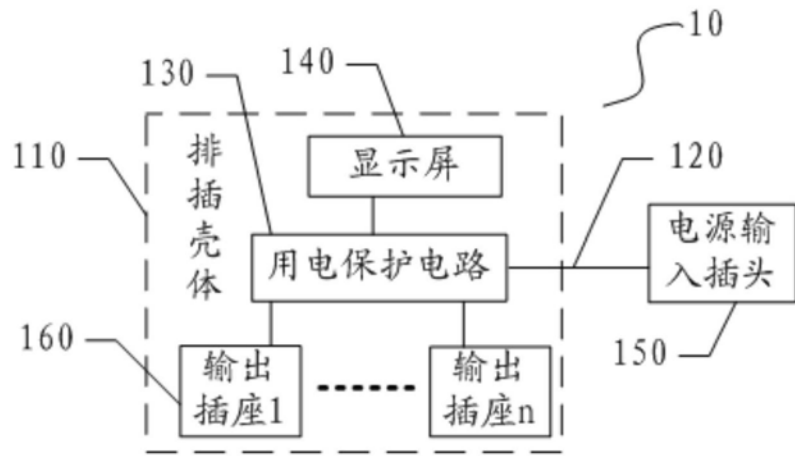 10
130
140
110
排插壳体
显示屏
120
用电保护电路
电源输
入插头
160
输出
插座1
输出
插座n
150